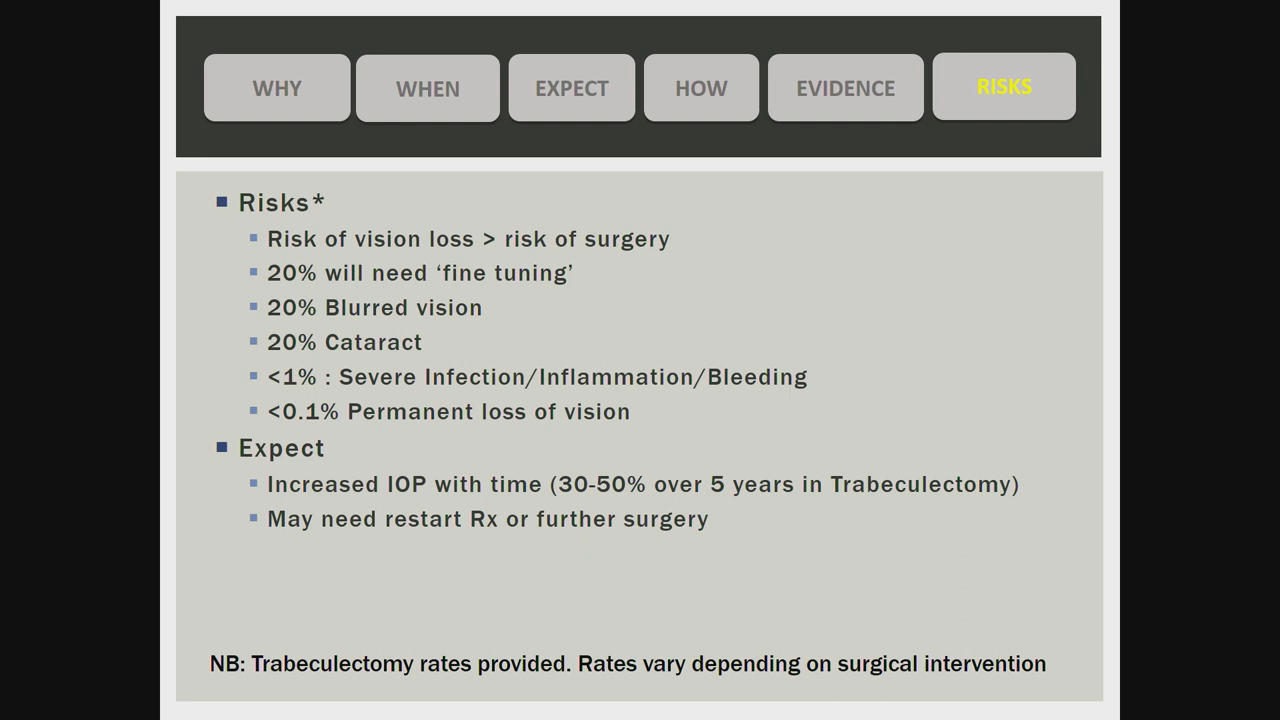 WHY WHEN EXPECT HOW EVIDENCE RISKS
Risks*
Risk of vision loss > risk of surgery
20% will need ‘fine tuning’
20% Blurred vision
20% Cataract
<1% : Severe Infection/Inflammation/Bleeding
<0.1% Permanent loss of vision
Expect
Increased IOP with time (30-50% over 5 years in Trabeculectomy)
May need restart Rx or further surgery
NB: Trabeculectomy rates provided. Rates vary depending on surgical intervention